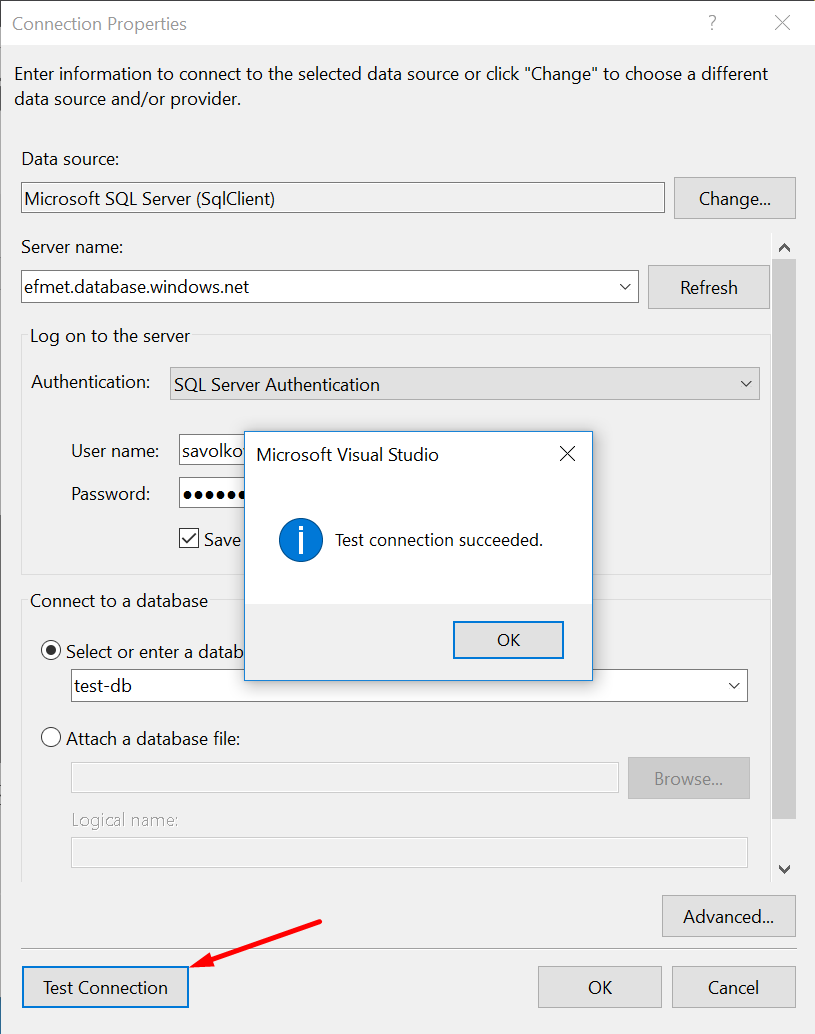 Connection Properties
?
Enter information to connect to the selected data source or click "Change" to choose a different
data source and/or provider.
Data source:
Microsoft SQL Server (SqlClient)
Change...
Server name:
efmet.database.windows.net
Refresh
Log on to the server
Authentication:
SQL Server Authentication
User name:
savolko
Password:
Save
Microsoft Visual Studio
Test connection succeeded.
OK
Connect to a database
Select or enter a datab
test-db
Attach a database file:
Browse...
Logical name:
Advanced...
Test Connection
OK
Cancel